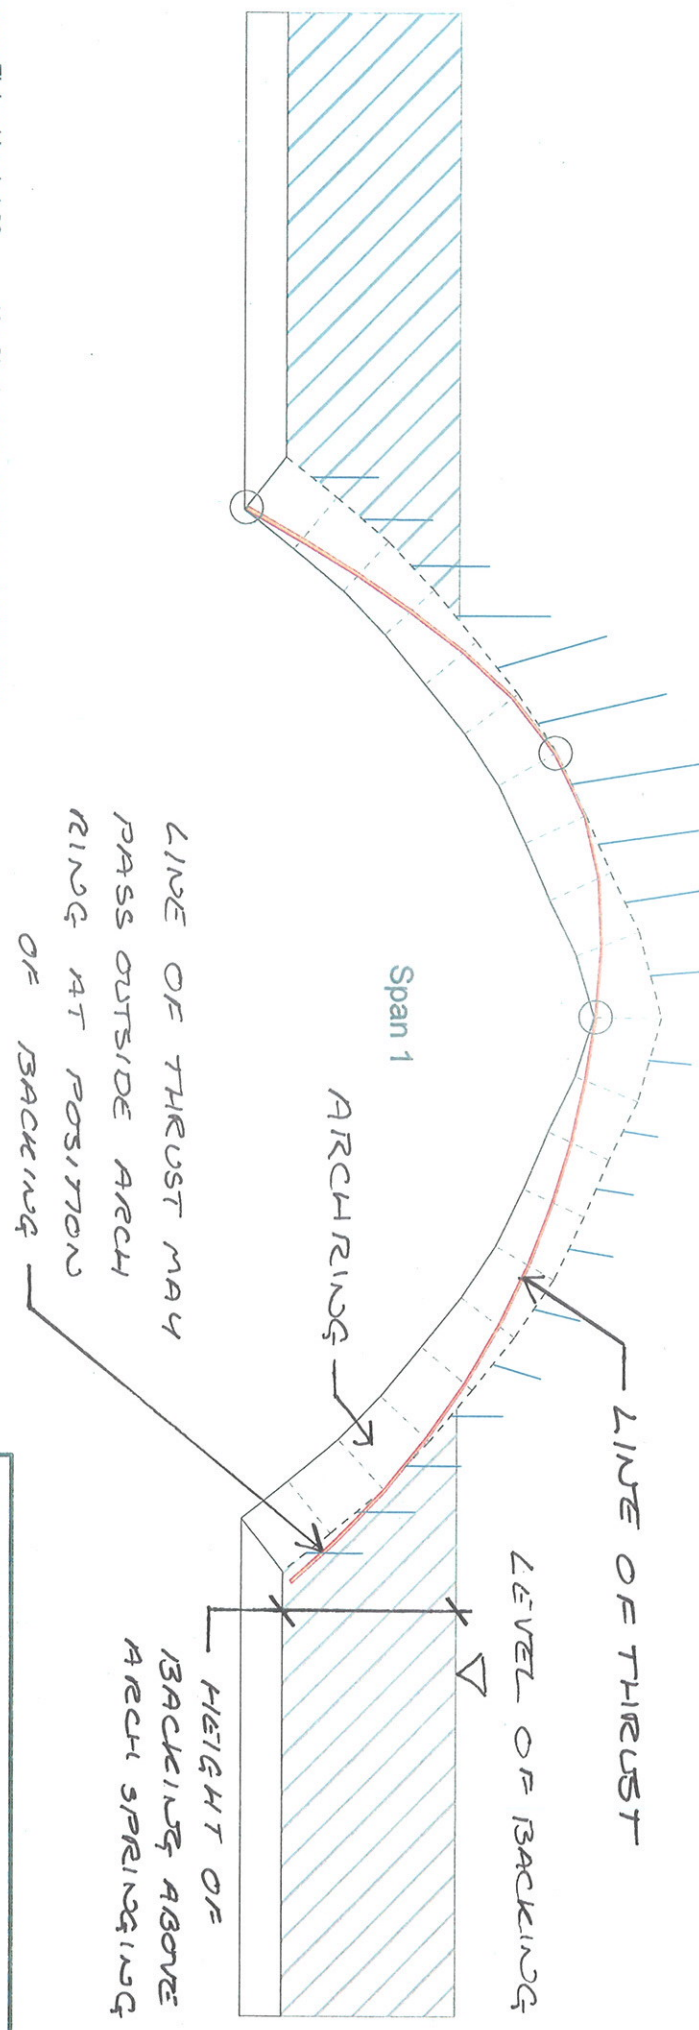 LINE OF THRUST
LEVEL OF BACKING
Span 1
ARCH RING
LINE OF THRUST MAY
PASS OUTSIDE ARCH
RING AT POSITION
OF BACKING
HEIGHT OF
BACKING ABOVE
ARCH SPRINGING